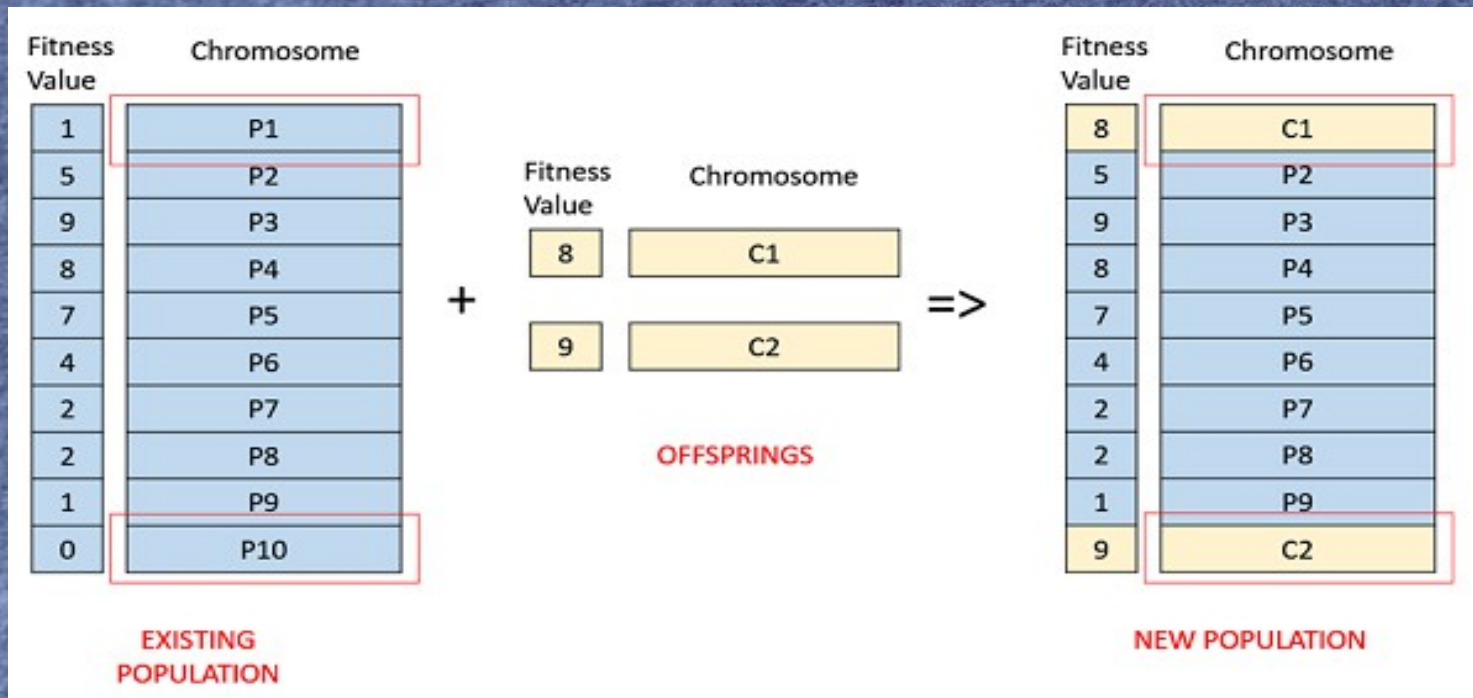 Fitness
Value
Chromosome
1
P1
5
P2
9
P3
8
P4
7
P5
4
P6
2
P7
2
P8
1
P9
0
P10
EXISTING
POPULATION
+
Fitness
Value
Chromosome
8
C1
9
C2
OFFSPRINGS
=>
Fitness
Value
Chromosome
8
C1
5
P2
9
P3
8
P4
7
P5
4
P6
2
P7
2
P8
1
P9
9
C2
NEW POPULATION